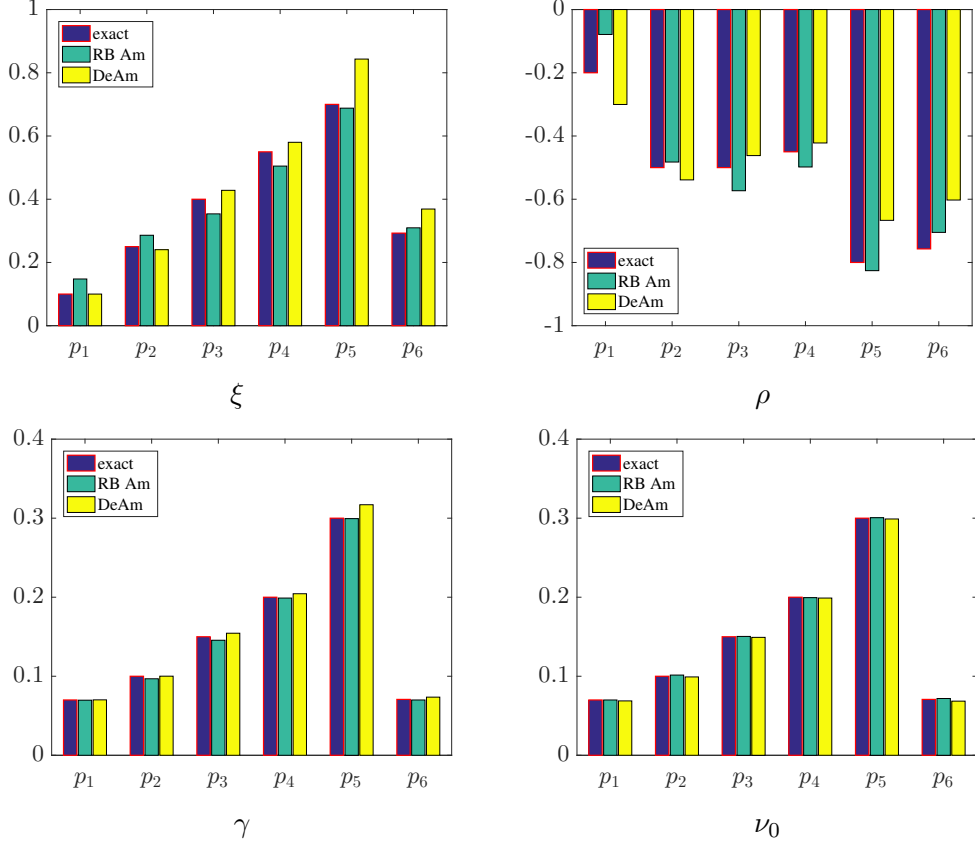 1
0.8
0.6
0.4
0.2
0
exact
RB Am
DeAm
p₁ p₂ p₃ p₄ p₅ p₆
ξ
0
-0.2
-0.4
-0.6
-0.8
-1
exact
RB Am
DeAm
p₁ p₂ p₃ p₄ p₅ p₆
ρ
0.4
0.3
0.2
0.1
0
exact
RB Am
DeAm
p₁ p₂ p₃ p₄ p₅ p₆
γ
0.4
0.3
0.2
0.1
0
exact
RB Am
DeAm
p₁ p₂ p₃ p₄ p₅ p₆
ν₀